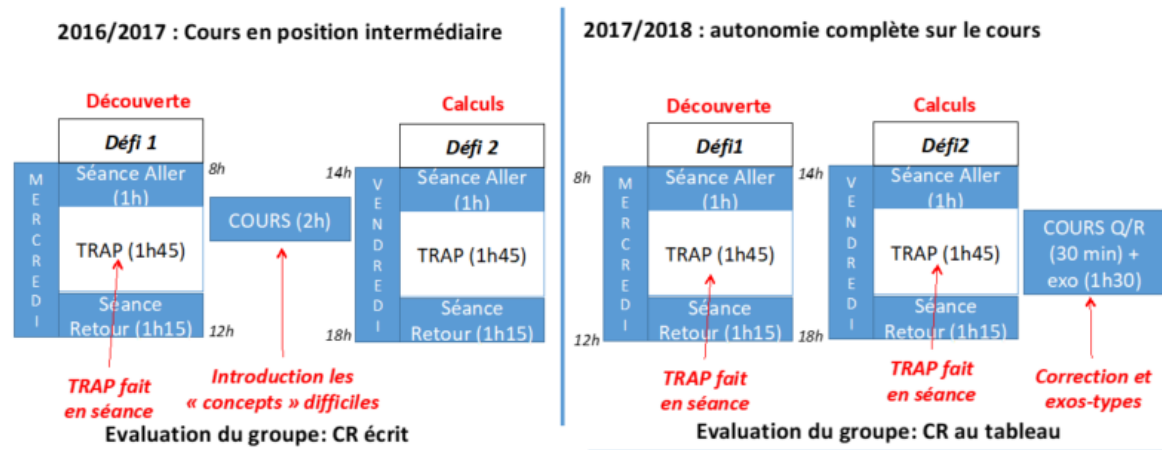 2016/2017 : Cours en position intermédiaire
Découverte
Calculs
Défi 1
Défi 2
MERCREDI
8h
12h
Séance Aller
(1h)
TRAP (1h45)
Séance
Retour (1h15)
COURS (2h)
14h
18h
VENDREDI
Séance Aller
(1h)
TRAP (1h45)
Séance
Retour (1h15)
TRAP fait
en séance
Introduction les
« concepts » difficiles
Evaluation du groupe: CR écrit
2017/2018 : autonomie complète sur le cours
Découverte
Calculs
Défi1
Défi2
8h
12h
MERCREDI
Séance Aller
(1h)
TRAP (1h45)
Séance
Retour (1h15)
14h
18h
VENDREDI
Séance Aller
(1h)
TRAP (1h45)
Séance
Retour (1h15)
COURS Q/R
(30 min) +
exo (1h30)
TRAP fait
en séance
TRAP fait
en séance
Correction et
exos-types
Evaluation du groupe: CR au tableau